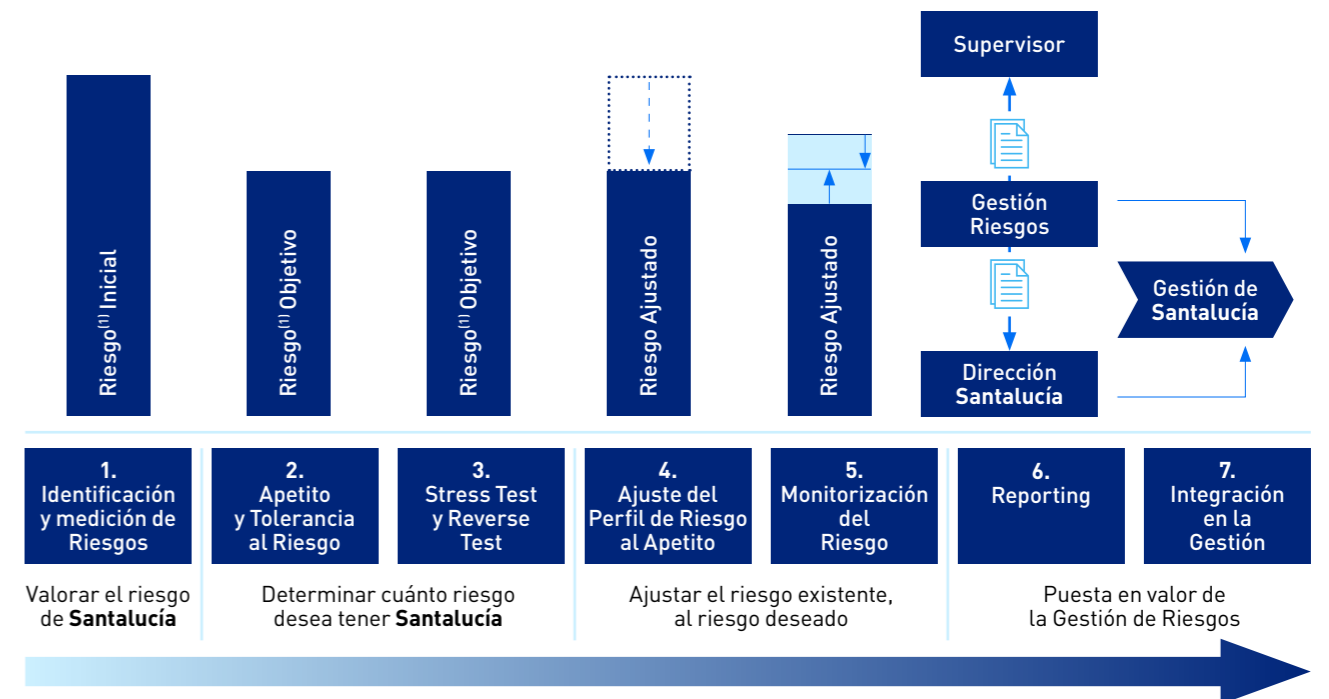 Riesgo(1) Inicial
Riesgo(1) Objetivo
Riesgo(1) Objetivo
Riesgo Ajustado
Riesgo Ajustado
Supervisor
Gestión
Riesgos
Dirección
Santalucía
Gestión de
Santalucía
1.
Identificación
y medición de
Riesgos
2.
Apetito
y Tolerancia
al Riesgo
3.
Stress Test
y Reverse
Test
4.
Ajuste del
Perfil de Riesgo
al Apetito
5.
Monitorización
del
Riesgo
6.
Reporting
7.
Integración
en la
Gestión
Valorar el riesgo
de Santalucía
Determinar cuánto riesgo
desea tener Santalucía
Ajustar el riesgo existente,
al riesgo deseado
Puesta en valor de
la Gestión de Riesgos